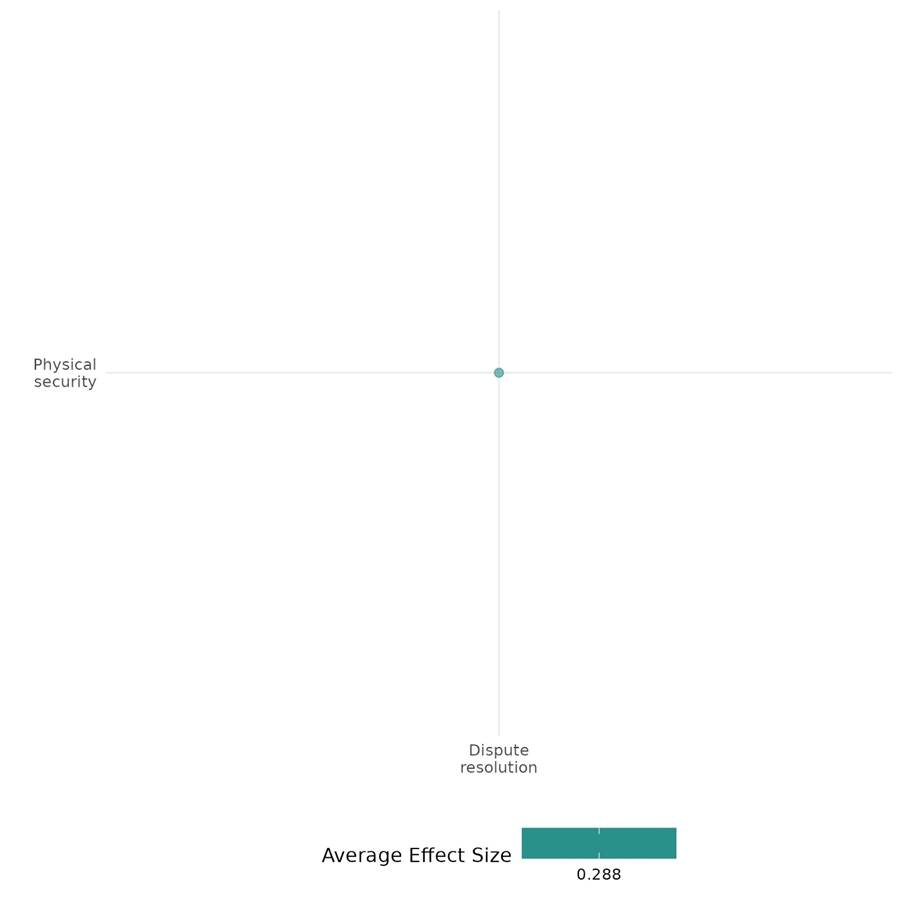 Physical
security
Dispute
resolution
Average Effect Size
0.288